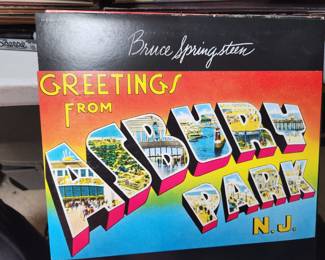 Bruce Springsteen
GREETINGS
FROM
ASBURY
PARK
N.J.